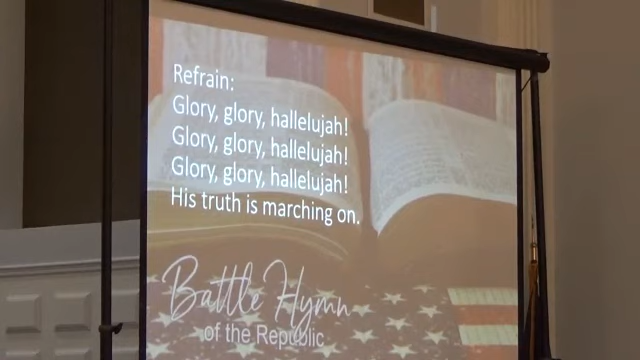 Refrain:
Glory, glory, hallelujah!
Glory, glory, hallelujah!
Glory, glory, hallelujah!
His truth is marching on.
Battle Hymn
of the Republic